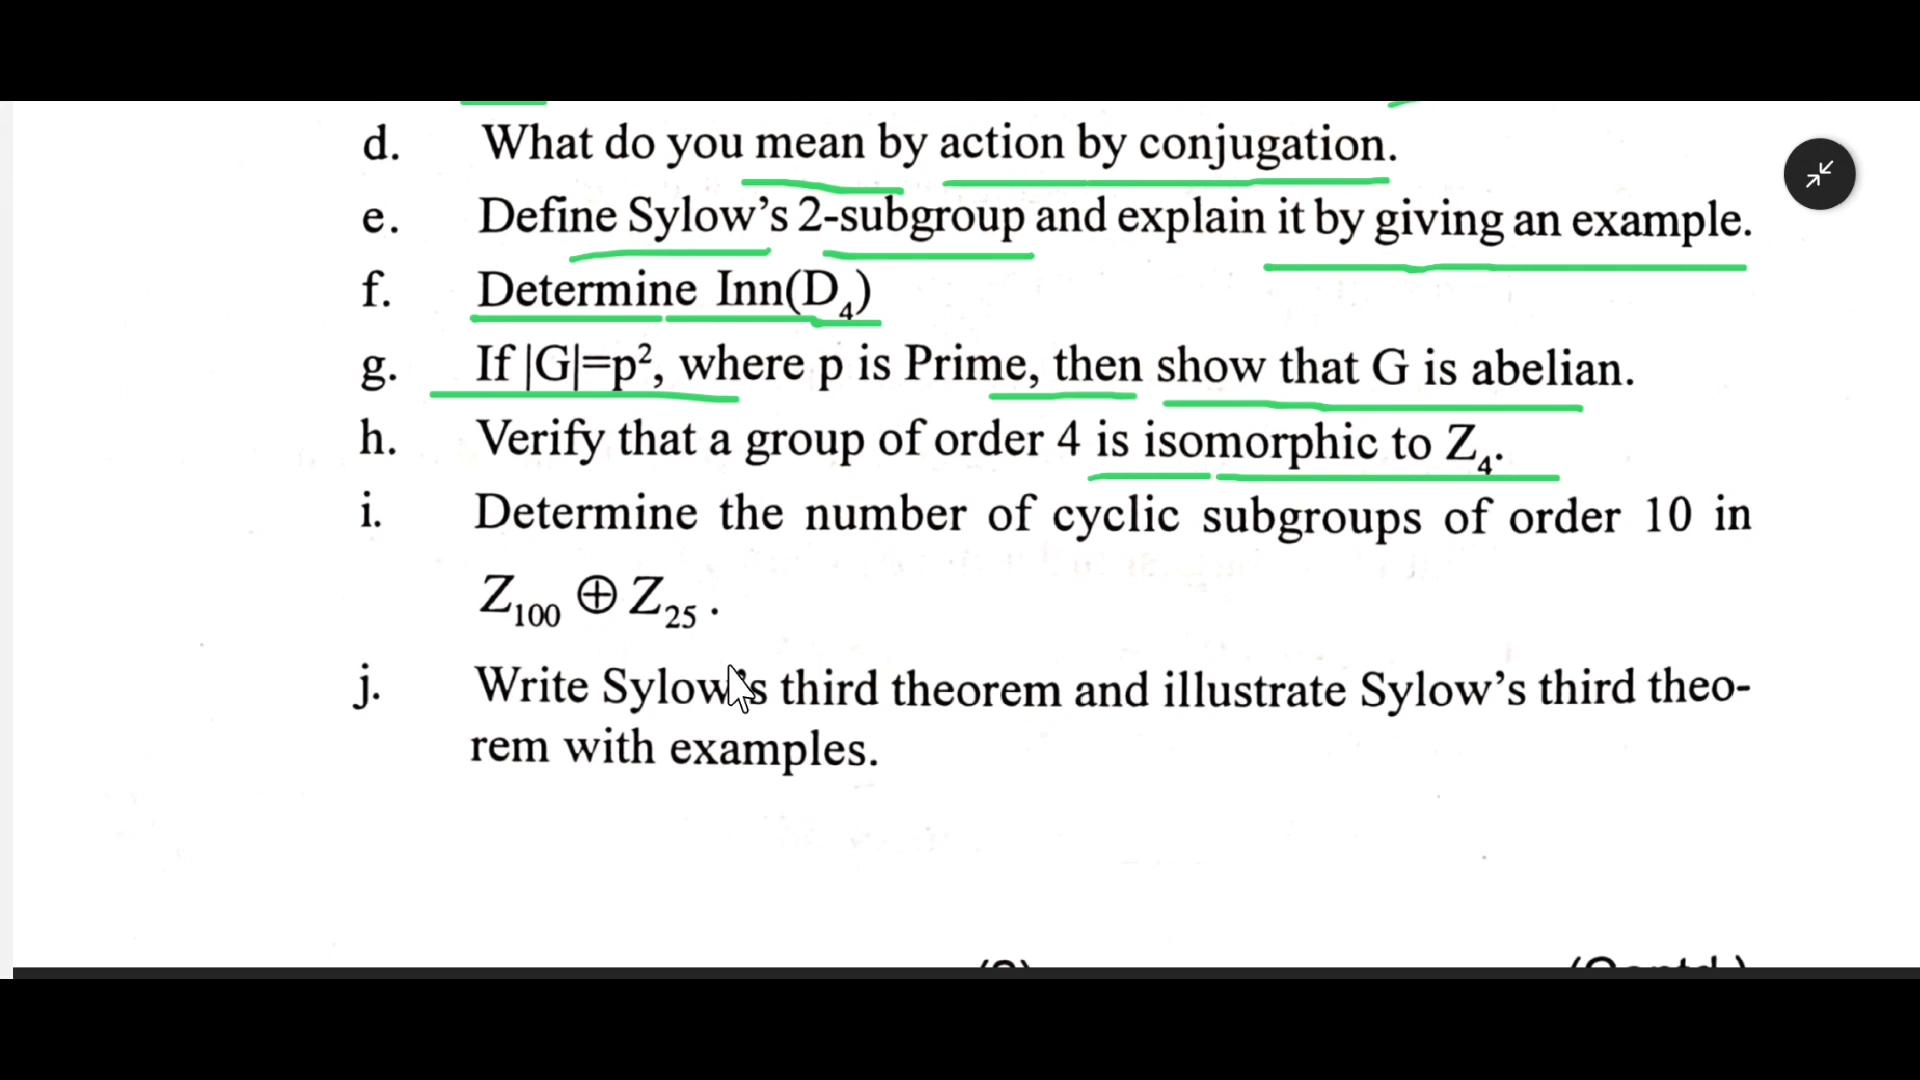 d. What do you mean by action by conjugation.
e. Define Sylow’s 2-subgroup and explain it by giving an example.
f. Determine Inn(D₄)
g. If |G|=p², where p is Prime, then show that G is abelian.
h. Verify that a group of order 4 is isomorphic to Z₄.
i. Determine the number of cyclic subgroups of order 10 in
Z₁₀₀ ⊕ Z₂₅.
j. Write Sylow’s third theorem and illustrate Sylow’s third theo-
rem with examples.